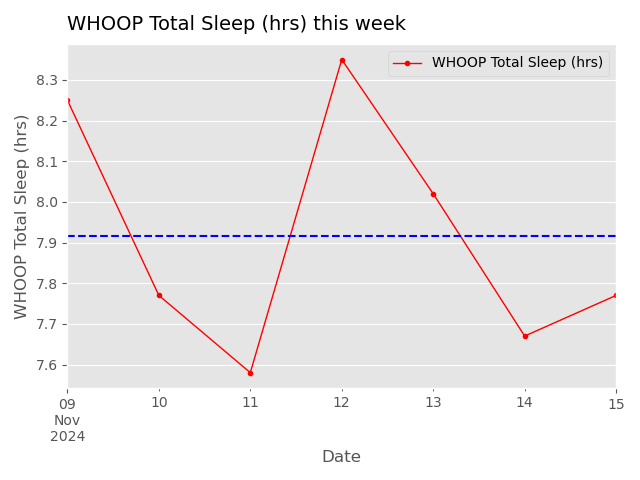 WHOOP Total Sleep (hrs) this week
WHOOP Total Sleep (hrs)
WHOOP Total Sleep (hrs)
8.3
8.2
8.1
8.0
7.9
7.8
7.7
7.6
09 10 11 12 13 14 15
Nov
2024
Date